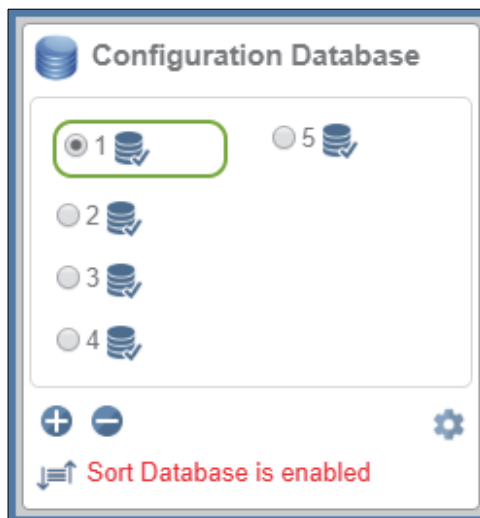 Configuration Database
1 5
2
3
4
Sort Database is enabled